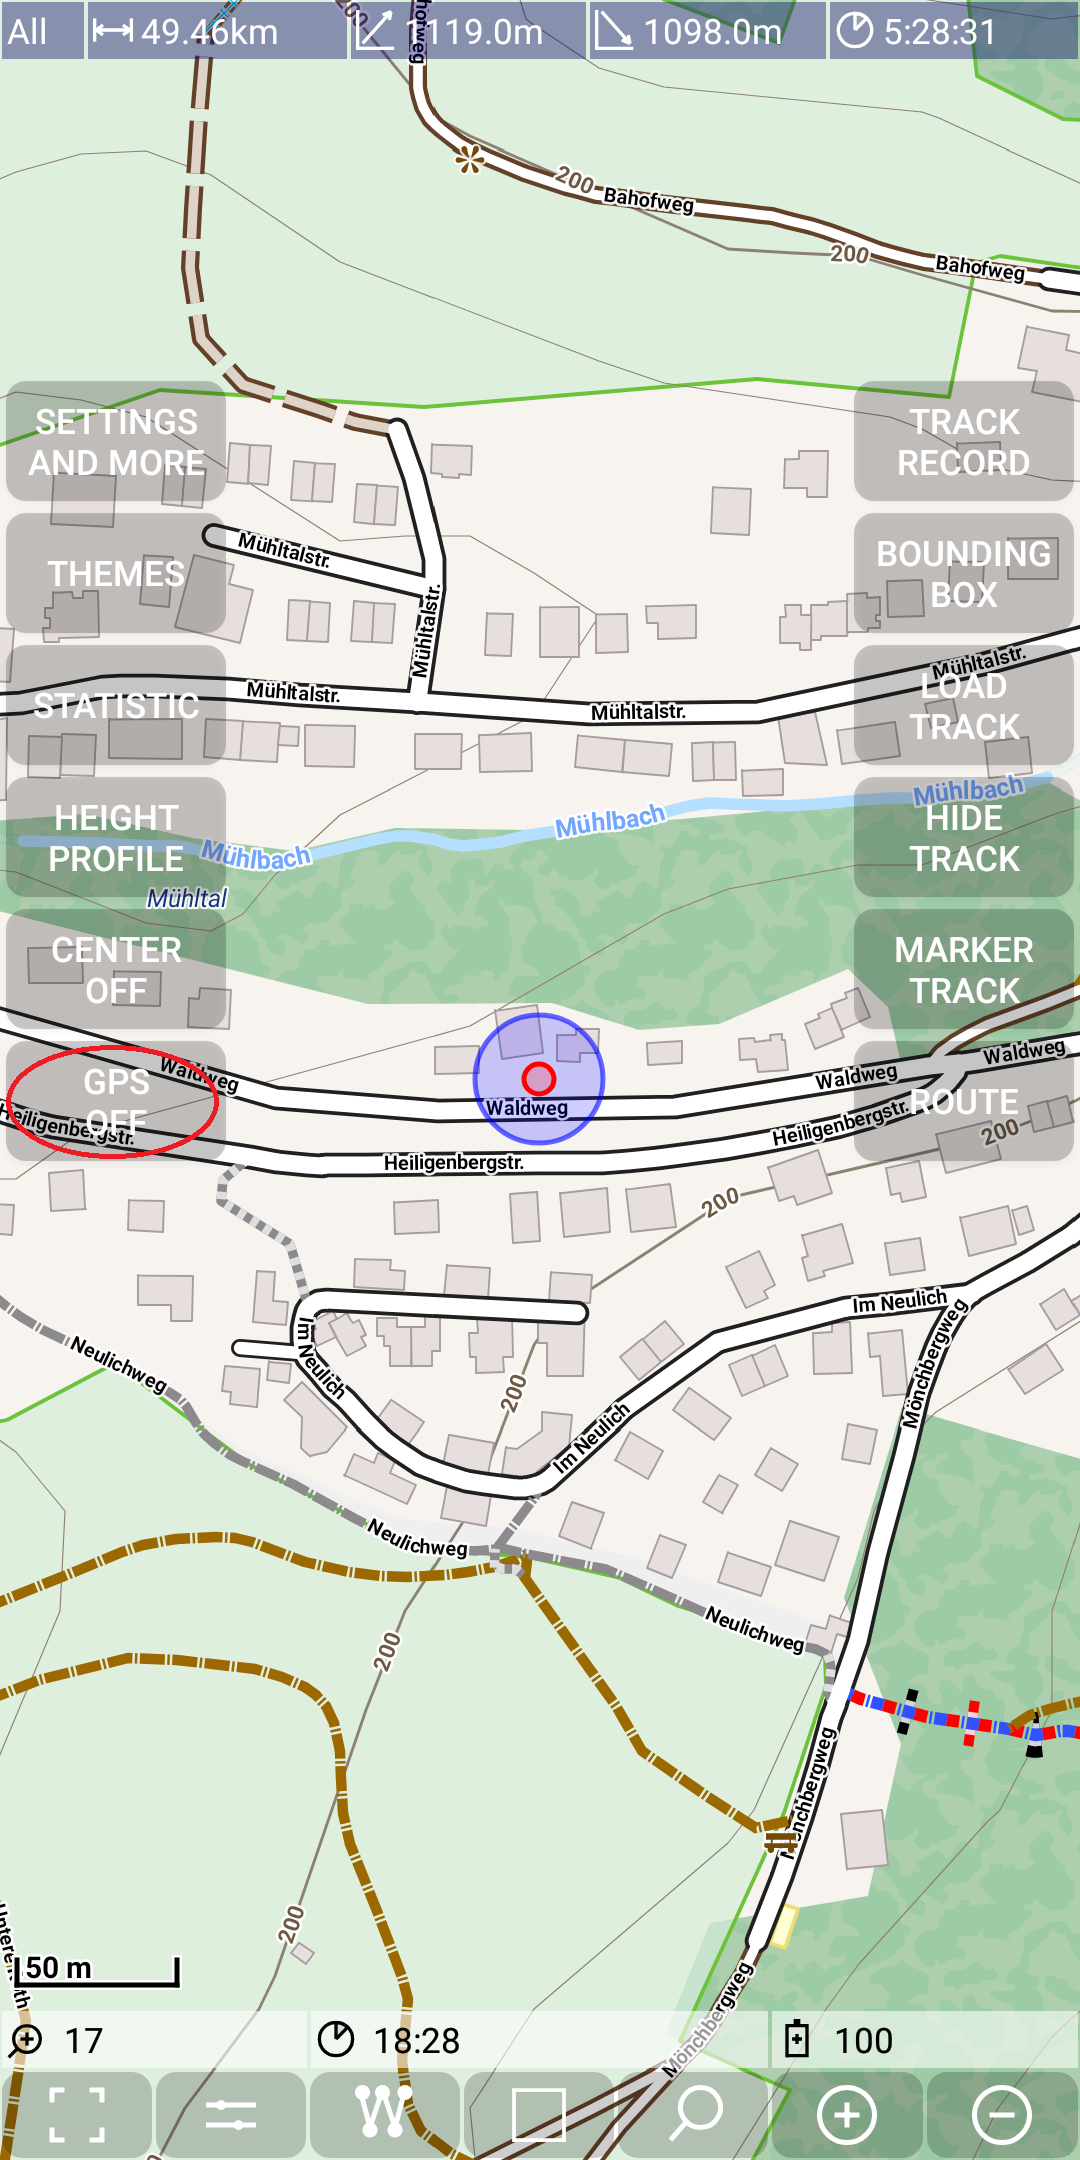 All
49.46km
1119.0m
1098.0m
5:28:31
200
hofweg
200
Bahofweg
200
Bahofweg
SETTINGS
AND MORE
TRACK
RECORD
Mühltalstr.
THEMES
BOUNDING
BOX
Mühltalstr.
Mühltalstr.
Mühltalstr.
STATISTIC
Mühltalstr.
LOAD
TRACK
Mühlbach
Mühlbach
Mühlbach
HEIGHT
PROFILE
HIDE
TRACK
Mühltal
CENTER
OFF
MARKER
TRACK
Waldweg
Waldweg
Waldweg
Waldweg
GPS
OFF
ROUTE
Heiligenbergstr.
Heiligenbergstr.
Heiligenbergstr.
200
200
Im Neulich
Mönchbergweg
Im Neulich
Neulichweg
200
Im Neulich
Neulichweg
Neulichweg
200
Mönchbergweg
200
50 m
Mönchbergweg
17
18:28
100